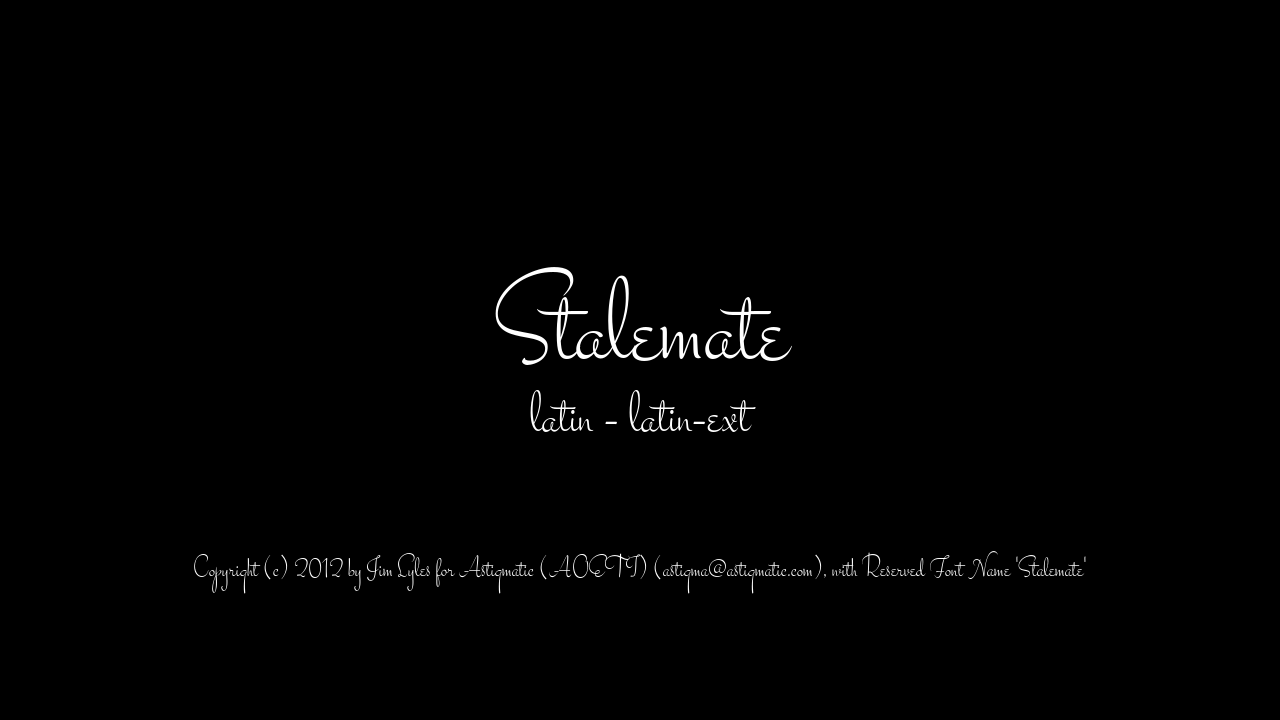 Stalemate
latin - latin-ext
Copyright (c) 2012 by Jim Lyles for Astigmatic (AOETI) (astigma@astigmatic.com), with Reserved Font Name 'Stalemate'